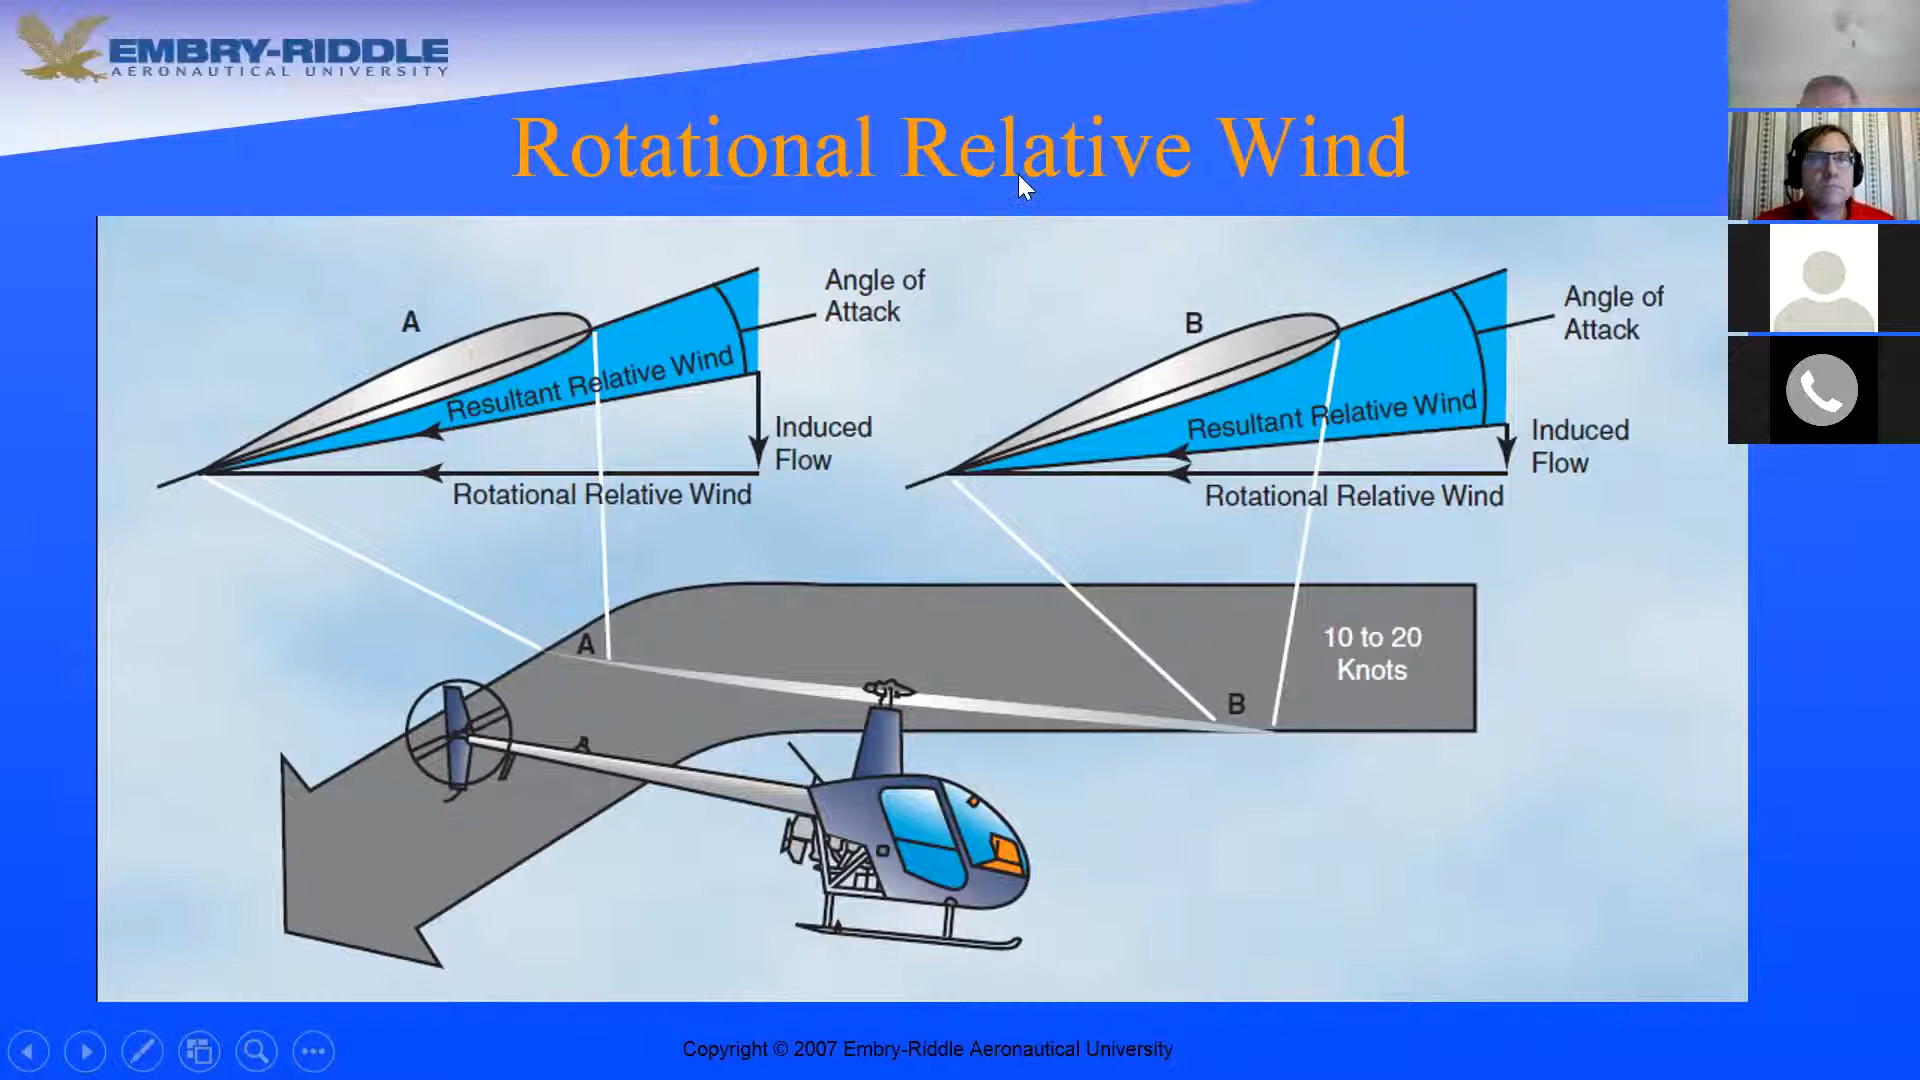 EMBRY-RIDDLE
AERONAUTICAL UNIVERSITY
Rotational Relative Wind
A
Angle of
Attack
Resultant Relative Wind
Induced
Flow
Rotational Relative Wind
B
Angle of
Attack
Resultant Relative Wind
Induced
Flow
Rotational Relative Wind
A
10 to 20
Knots
B
A
Copyright © 2007 Embry-Riddle Aeronautical University